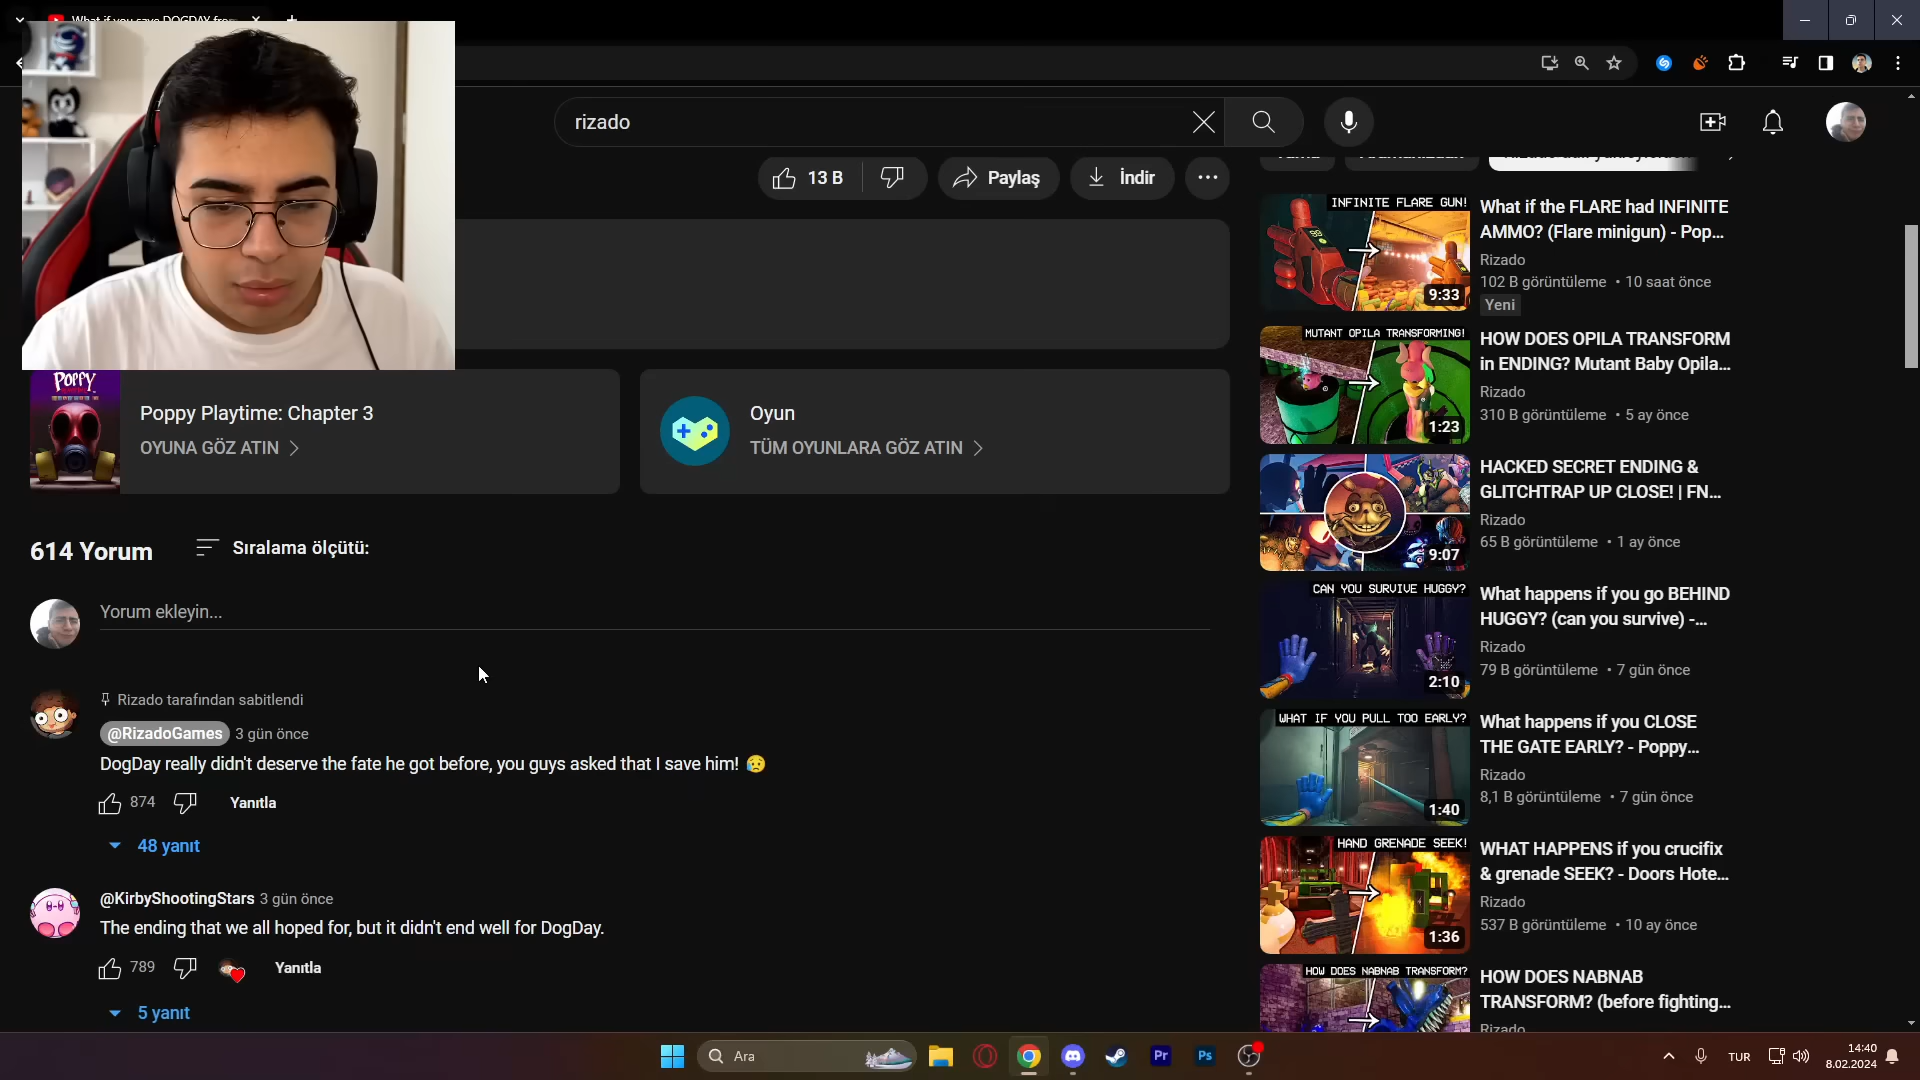 What if you save DOGDAY fro
rizado
13 B
Paylaş
İndir
POPPY
Poppy Playtime: Chapter 3
OYUNA GÖZ ATIN
Oyun
TÜM OYUNLARA GÖZ ATIN
614 Yorum
Sıralama ölçütü:
Yorum ekleyin...
Rizado tarafından sabitlendi
@RizadoGames 3 gün önce
DogDay really didn't deserve the fate he got before, you guys asked that I save him! 😥
874
Yanıtla
48 yanıt
@KirbyShootingStars 3 gün önce
The ending that we all hoped for, but it didn't end well for DogDay.
789
Yanıtla
5 yanıt
INFINITE FLARE GUN!
9:33
What if the FLARE had INFINITE
AMMO? (Flare minigun) - Pop...
Rizado
102 B görüntüleme • 10 saat önce
Yeni
MUTANT OPILA TRANSFORMING!
1:23
HOW DOES OPILA TRANSFORM
in ENDING? Mutant Baby Opila...
Rizado
310 B görüntüleme • 5 ay önce
9:07
HACKED SECRET ENDING &
GLITCHTRAP UP CLOSE! | FN...
Rizado
65 B görüntüleme • 1 ay önce
CAN YOU SURVIVE HUGGY?
2:10
What happens if you go BEHIND
HUGGY? (can you survive) -...
Rizado
79 B görüntüleme • 7 gün önce
WHAT IF YOU PULL TOO EARLY?
1:40
What happens if you CLOSE
THE GATE EARLY? - Poppy...
Rizado
8,1 B görüntüleme • 7 gün önce
HAND GRENADE SEEK!
1:36
WHAT HAPPENS if you crucifix
& grenade SEEK? - Doors Hote...
Rizado
537 B görüntüleme • 10 ay önce
HOW DOES NABNAB TRANSFORM?
HOW DOES NABNAB
TRANSFORM? (before fighting...
Rizado
Ara
Pr
Ps
TUR
14:40
8.02.2024